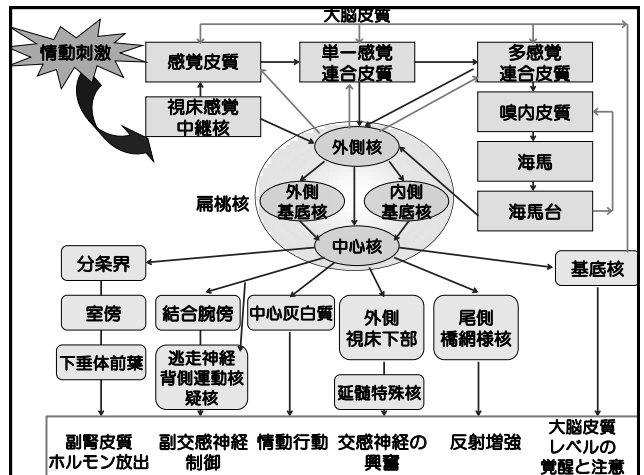 大脳皮質
情動刺激
感覚皮質
単一感覚
連合皮質
多感覚
連合皮質
視床感覚
中継核
嗅内皮質
外側核
海馬
扁桃核
外側
基底核
内側
基底核
海馬台
中心核
分条界
基底核
室傍
結合腕傍
中心灰白質
外側
視床下部
尾側
橋網様核
下垂体前葉
逃走神経
背側運動核
疑核
延髄特殊核
副腎皮質
ホルモン放出
副交感神経
制御
情動行動
交感神経の
興奮
反射増強
大脳皮質
レベルの
覚醒と注意